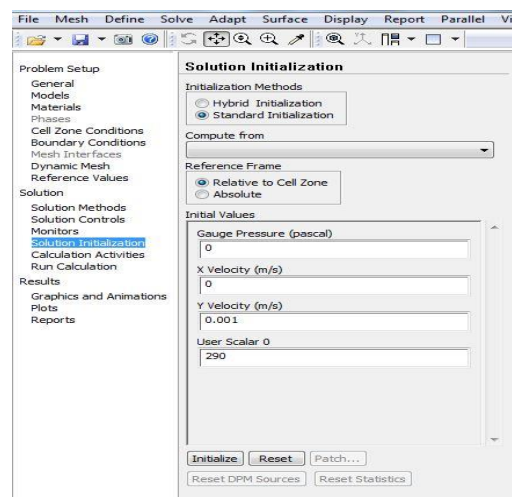 File Mesh Define Solve Adapt Surface Display Report Parallel
Problem Setup
General
Models
Materials
Phases
Cell Zone Conditions
Boundary Conditions
Mesh Interfaces
Dynamic Mesh
Reference Values
Solution
Solution Methods
Solution Controls
Monitors
Solution Initialization
Calculation Activities
Run Calculation
Results
Graphics and Animations
Plots
Reports
Solution Initialization
Initialization Methods
Hybrid Initialization
Standard Initialization
Compute from
Reference Frame
Relative to Cell Zone
Absolute
Initial Values
Gauge Pressure (pascal)
0
X Velocity (m/s)
0
Y Velocity (m/s)
0.001
User Scalar 0
290
Initialize Reset Patch...
Reset DPM Sources Reset Statistics